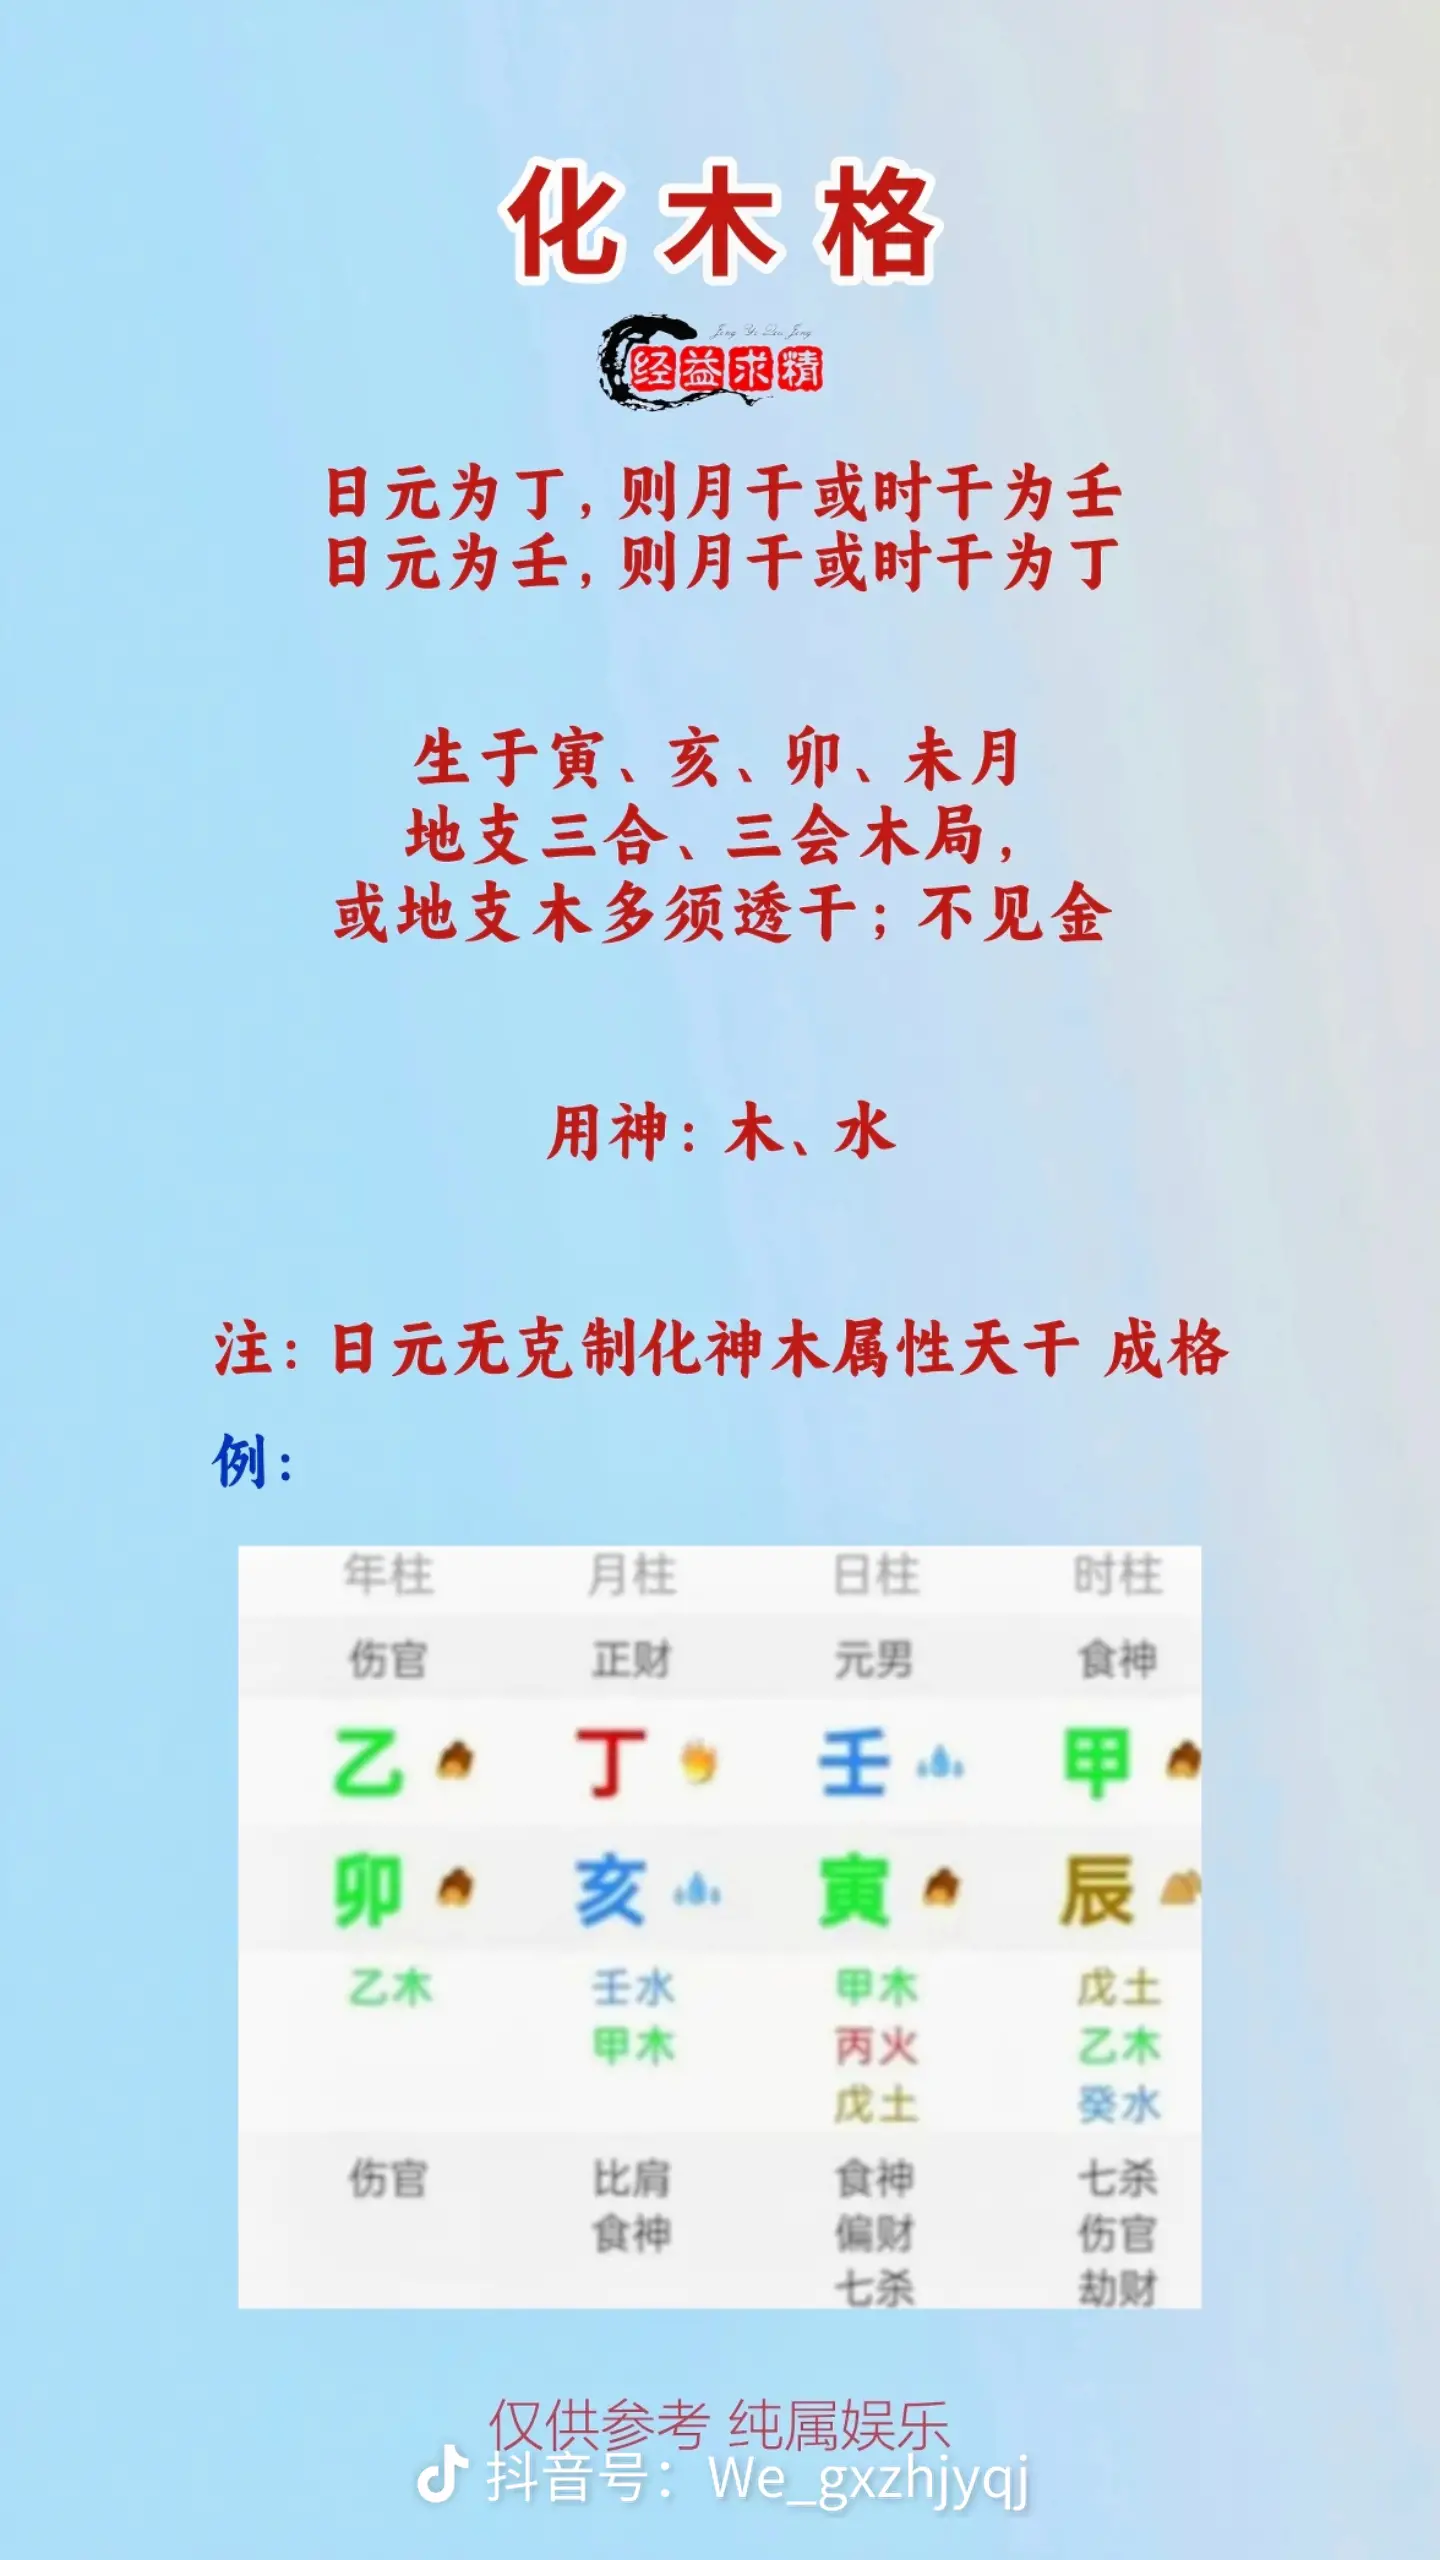 化木格
Jing Yi Qiu Jing
经益求精
日元为丁,则月干或时干为壬
日元为壬,则月干或时干为丁
生于寅、亥、卯、未月
地支三合、三会木局,
或地支木多须透干;不见金
用神:木、水
注:日元无克制化神木属性天干 成格
例:
年柱 月柱 日柱 时柱
伤官 正财 元男 食神
乙 丁 壬 甲
卯 亥 寅 辰
乙木 壬水 甲木 戊土
甲木 丙火 乙木
戊土 癸水
伤官 比肩 食神 七杀
食神 偏财 伤官
七杀 劫财
仅供参考 纯属娱乐
抖音号:We_gxzhjyqj